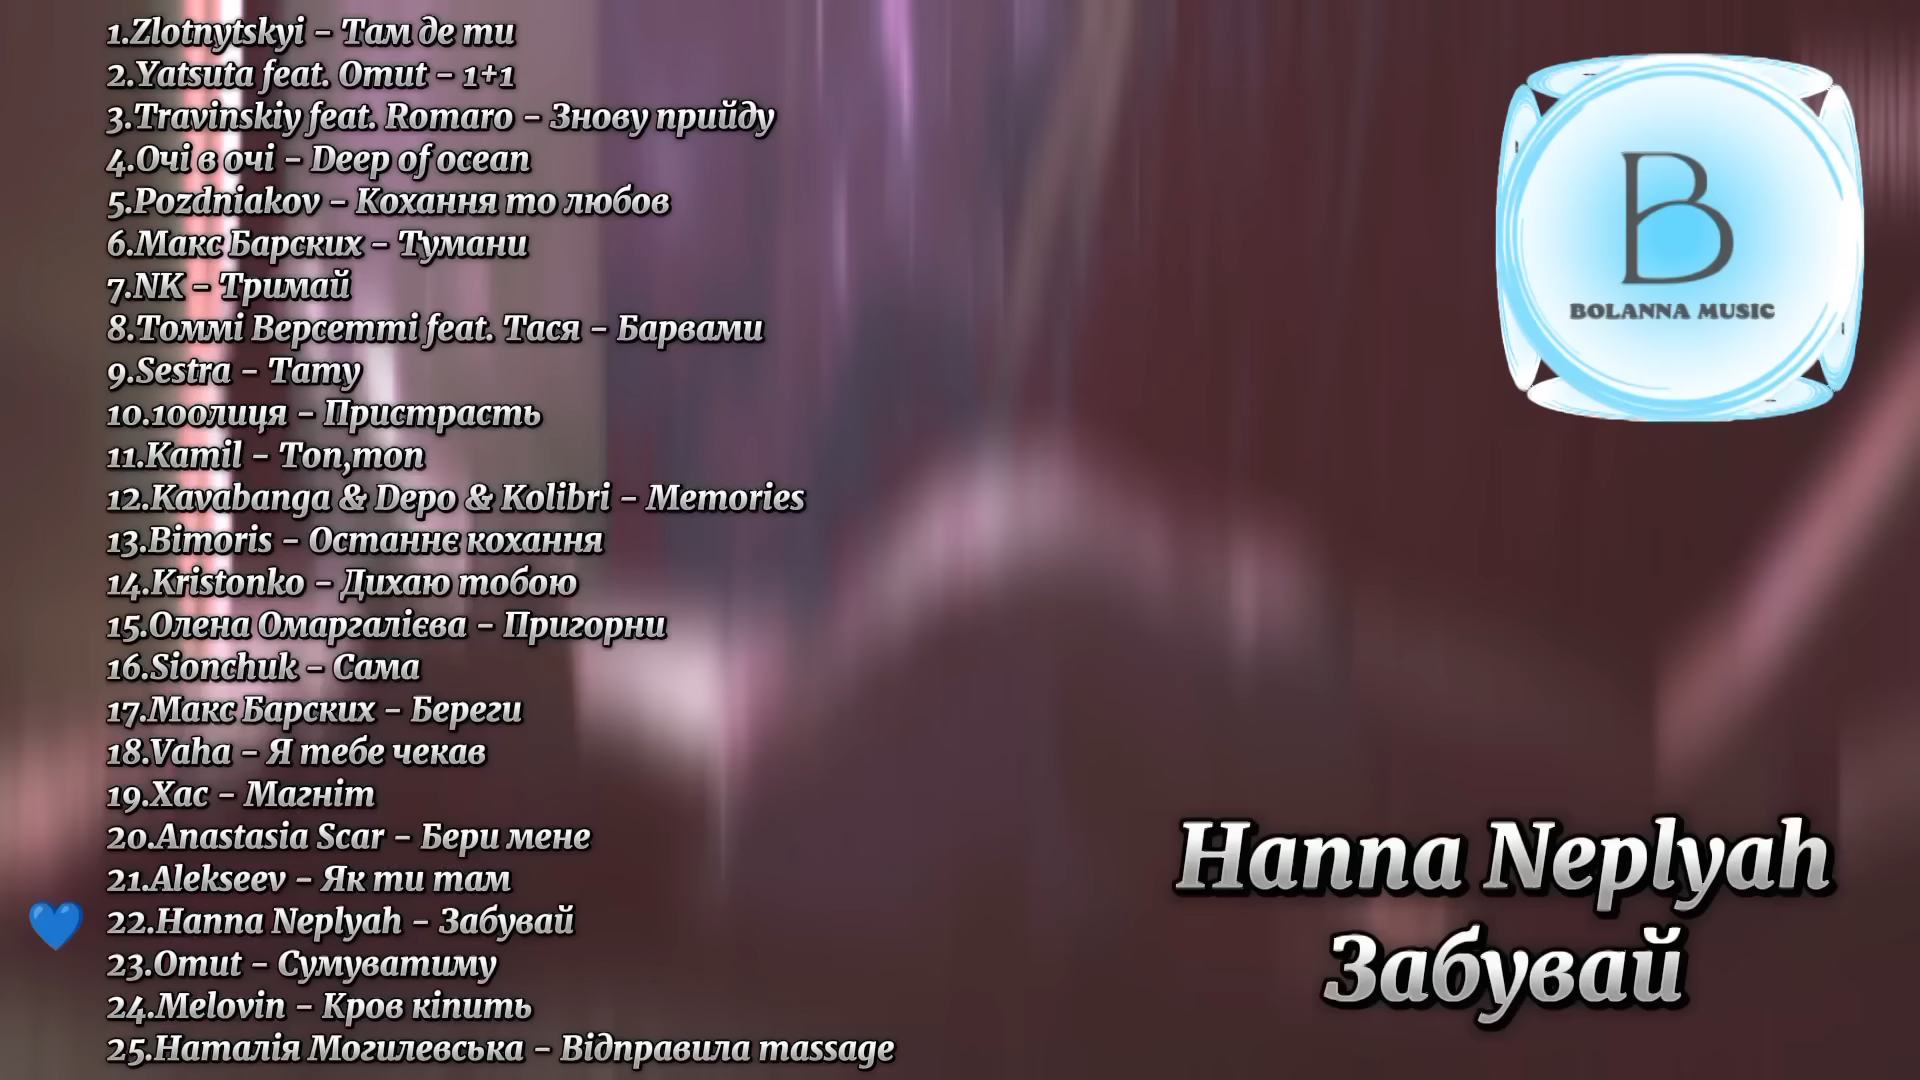 1.Zlotnytskyi – Там де ти
2.Yatsuta feat. Omut – 1+1
3.Travinskiy feat. Romaro – Знову прийду
4.Очі в очі – Deep of ocean
5.Pozdniakov – Кохання то любов
6.Макс Барских – Тумани
7.NK – Тримай
8.Томмі Версетті feat. Тася – Барвами
9.Sestra – Тату
10.100лиця – Пристрасть
11.Kamil – Топ,топ
12.Kavabanga & Depo & Kolibri – Memories
13.Bimoris – Останнє кохання
14.Kristonko – Дихаю тобою
15.Олена Омаргалієва – Пригорни
16.Sionchuk – Сама
17.Макс Барских – Береги
18.Vaha – Я тебе чекав
19.Хас – Магніт
20.Anastasia Scar – Бери мене
21.Alekseev – Як ти там
22.Hanna Neplyah – Забувай
23.Omut – Сумуватиму
24.Melovin – Кров кіпить
25.Наталія Могилевська – Відправила massage
B
BOLANNA MUSIC
Hanna Neplyah
Забувай